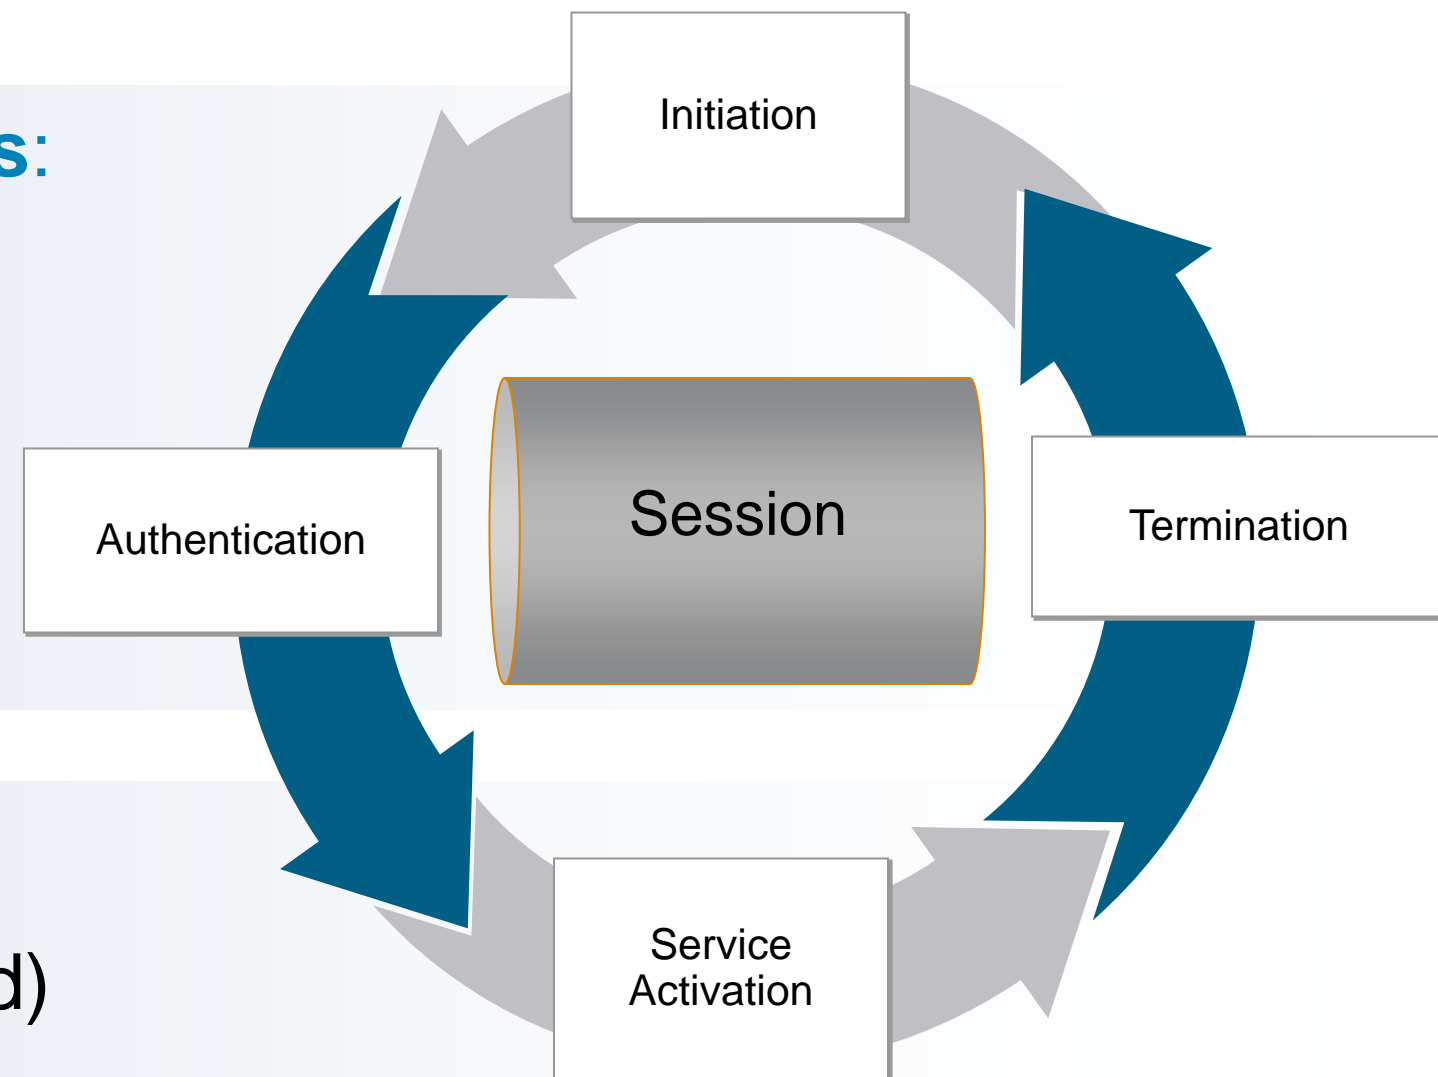 Initiation
s:
Session
Authentication
Termination
Service
Activation
d)